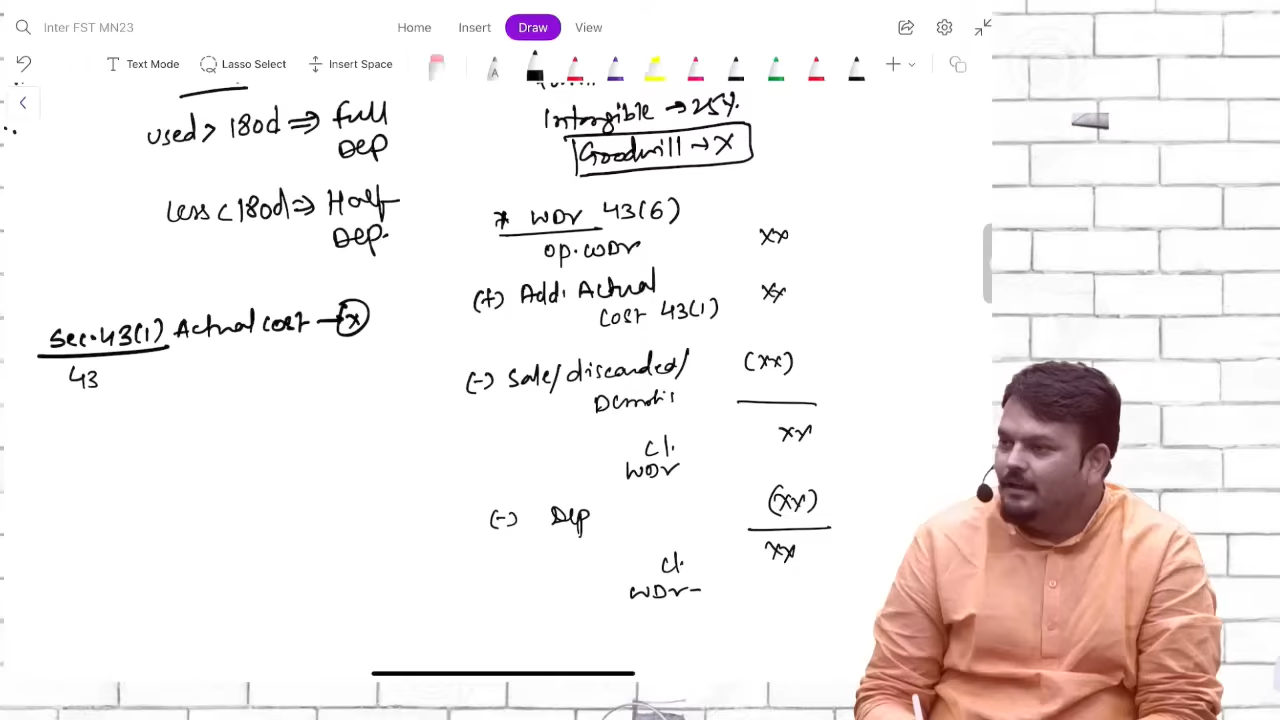 Inter FST MN23
Home
Insert
Draw
View
Text Mode
Lasso Select
Insert Space
used > 180d ⇒ full
Dep
less < 180d ⇒ Half
Dep.
Sec. 43(1) Actual cost → x
43
Intangible → 25%.
Goodwill → X
* WDV 43(6)
op. WDV xx
(+) Add: Actual xx
Cost 43(1)
(-) Sale/discarded/ (xx)
Demolis
xx
cl.
WDV
(-) Dep (xx)
xx
cl.
WDV-